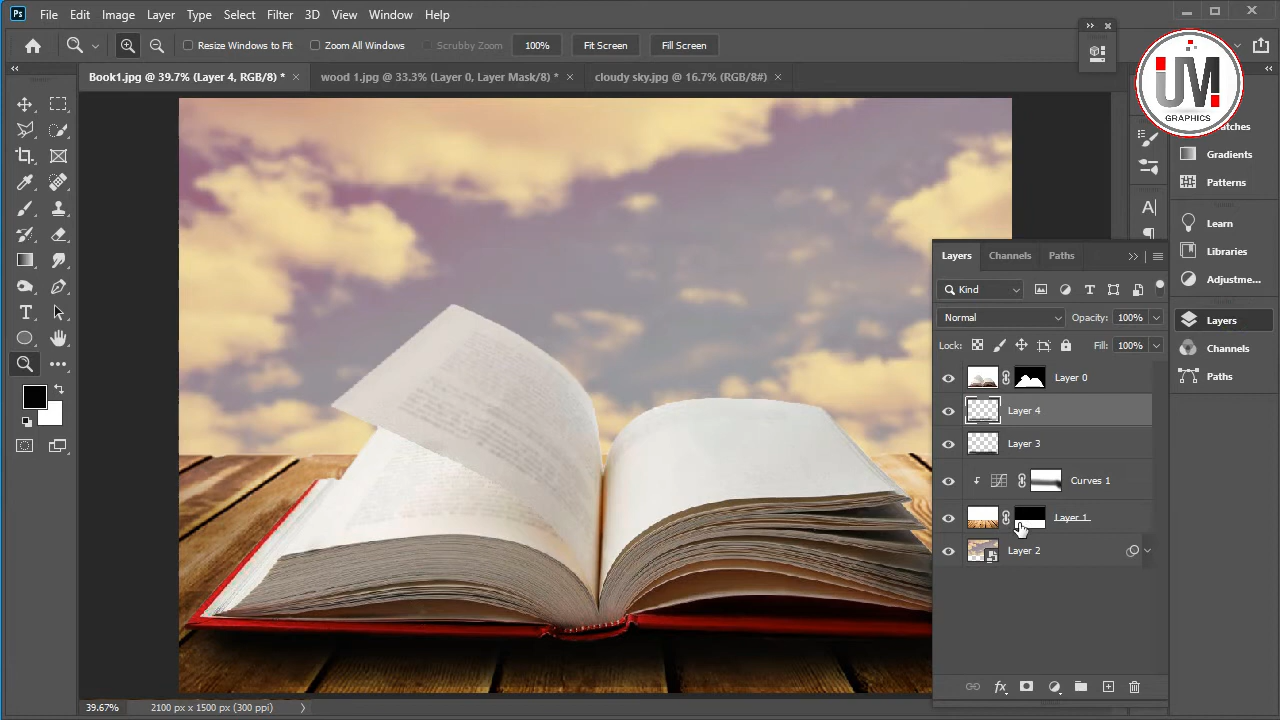 Ps File Edit Image Layer Type Select Filter 3D View Window Help
Resize Windows to Fit Zoom All Windows Scrubby Zoom 100% Fit Screen Fill Screen
Book1.jpg @ 39.7% (Layer 4, RGB/8) * wood 1.jpg @ 33.3% (Layer 0, Layer Mask/8) * cloudy sky.jpg @ 16.7% (RGB/8#)
UM
GRAPHICS
Gradients
Patterns
Learn
Libraries
Adjustme...
Layers
Channels
Paths
Layers Channels Paths
Kind
Normal Opacity: 100%
Lock: Fill: 100%
Layer 0
Layer 4
Layer 3
Curves 1
Layer 1
Layer 2
fx
39.67% 2100 px x 1500 px (300 ppi)